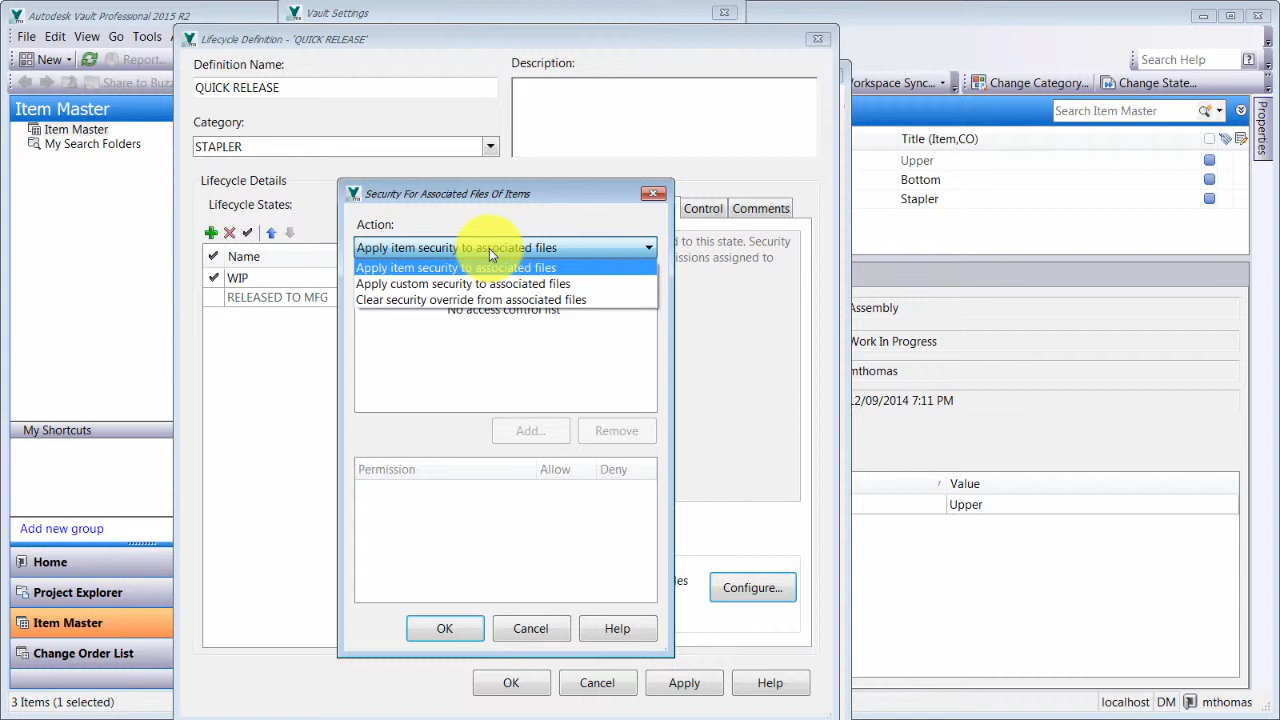 Autodesk Vault Professional 2015 R2
Vault Settings
File Edit View Go Tools
Lifecycle Definition - 'QUICK RELEASE'
New
Report...
Search Help
Share to Buzz
Workspace Sync...
Change Category...
Change State...
Item Master
Item Master
My Search Folders
My Shortcuts
Add new group
Home
Project Explorer
Item Master
Change Order List
3 Items (1 selected)
Definition Name:
QUICK RELEASE
Description:
Category:
STAPLER
Lifecycle Details
Lifecycle States:
Name
WIP
RELEASED TO MFG
Control
Comments
d to this state. Security
missions assigned to
les
Configure...
OK
Cancel
Apply
Help
Security For Associated Files Of Items
Action:
Apply item security to associated files
Apply item security to associated files
Apply custom security to associated files
Clear security override from associated files
No access control list
Add...
Remove
Permission
Allow
Deny
OK
Cancel
Help
Search Item Master
Properties
Title (Item,CO)
Upper
Bottom
Stapler
Assembly
Work In Progress
mthomas
12/09/2014 7:11 PM
/ Value
Upper
localhost
DM
mthomas